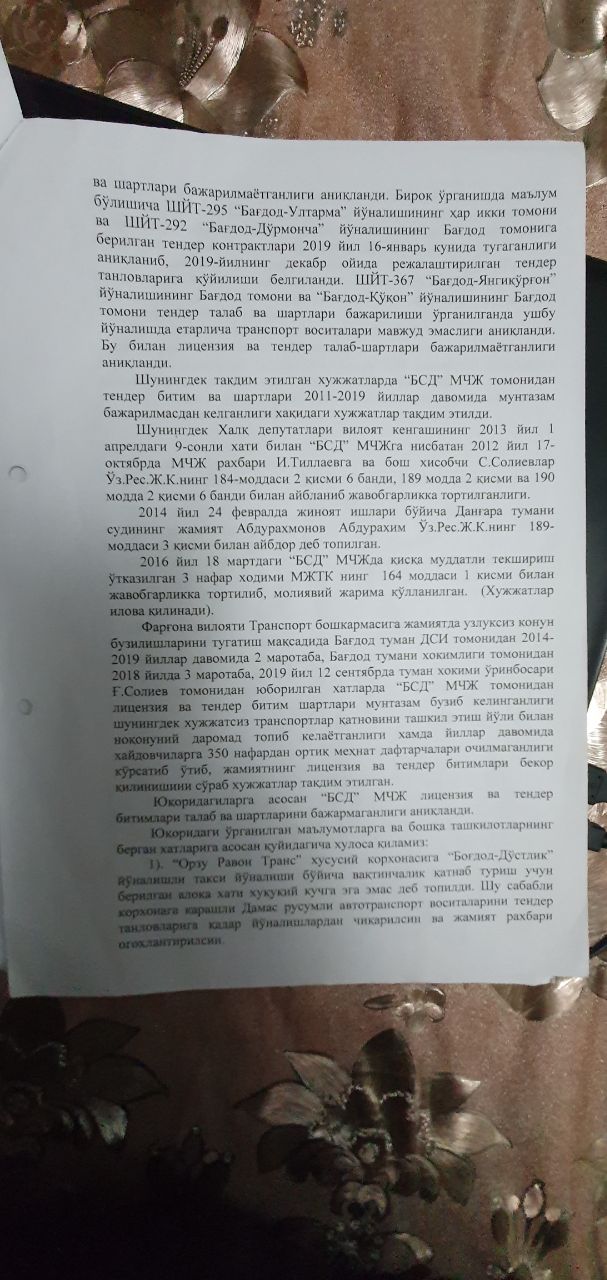 ва шартлари бажарилмаётганлиги аниқланди. Бироқ ўрганишда маълум
бўлишича ШЙТ-295 “Бағдод-Ултарма” йўналишининг ҳар икки томони
ва ШЙТ-292 “Бағдод-Дўрмонча” йўналишининг Бағдод томонига
берилган тендер контрактлари 2019 йил 16-январь кунида тугаганлиги
аниқланиб, 2019-йилнинг декабр ойида режалаштирилган тендер
танловларига қўйилиши белгиланди. ШЙТ-367 “Бағдод-Янгиқўрғон”
йўналишининг Бағдод томони ва “Бағдод-Қўқон” йўналишининг Бағдод
томони тендер талаб ва шартлари бажарилиши ўрганилганда ушбу
йўналишда етарличa транспорт воситалари мавжуд эмаслиги аниқланди.
Бу билан лицензия ва тендер талаб-шартлари бажарилмаётганлиги
аниқланди.
Шунингдек тақдим этилган хужжатларда “БСД” МЧЖ томонидан
тендер битим ва шартлари 2011-2019 йиллар давомида мунтазам
бажарилмасдан келганлиги хақидаги хужжатлар тақдим этилди.
Шунингдек Халқ депутатлари вилоят кенгашининг 2013 йил 1
апрелдаги 9-сонли хати билан “БСД” МЧЖга нисбатан 2012 йил 17-
октябрда МЧЖ рахбари И.Тиллаевга ва бош хисобчи С.Солиевлар
Ўз.Рес.Ж.К.нинг 184-моддаси 2 қисми 6 банди, 189 модда 2 қисми ва 190
модда 2 қисми 6 банди билан айбланиб жавобгарликка тортилганлиги.
2014 йил 24 февралда жиноят ишлари бўйича Данғара тумани
судининг жамият Абдурахмонов Абдурахим Ўз.Рес.Ж.К.нинг 189-
моддаси 3 қисми билан айбдор деб топилган.
2016 йил 18 мартдаги “БСД” МЧЖда қисқа муддатли текшириш
ўтказилган 3 нафар ходими МЖТК нинг 164 моддаси 1 қисми билан
жавобгарликка тортилиб, молиявий жарима қўлланилган. (Хужжатлар
илова қилинади).
Фарғона вилояти Транспорт бошкармасига жамиятда узлуксиз конун
бузилишларини тугатиш мақсадида Бағдод туман ДСИ томонидан 2014-
2019 йиллар давомида 2 маротаба, Бағдод тумани хокимлиги томонидан
2018 йилда 3 маротаба, 2019 йил 12 сентябрда туман хокими ўринбосари
Ғ.Солиев томонидан юборилган хатларда “БСД” МЧЖ томонидан
лицензия ва тендер битим шартлари мунтазам бузиб келинганлиги
шунингдек хужжатсиз транспортлар қатновини ташкил этиш йўли билан
ноқонуний даромад топиб келаётганлиги хамда йиллар давомида
хайдовчиларга 350 нафардан ортиқ меҳнат дафтарчалари очилмаганлиги
кўрсатиб ўтиб, жамиятнинг лицензия ва тендер битимлари бекор
қилинишини сўраб хужжатлар тақдим этилган.
Юкоридагиларга асосан “БСД” МЧЖ лицензия ва тендер
битимлари талаб ва шартларини бажармаганлиги аниқланди.
Юкоридаги ўрганилган маълумотларга ва бошка ташкилотларнинг
берган хатларига асосан қуйидагича хулоса қиламиз:
1). “Орзу Равон Транс” хусусий корхонасига “Боғдод-Дўстлик”
йўналишли такси йўналиши бўйича вактинчалик қатнаб туриш учун
берилган алока хати хукукий кучга эга эмас деб топилди. Шу сабабли
корхонага қарашли Дамас русумли автотранспорт воситаларини тендер
танловларига қадар йўналишлардан чикарилсин ва жамият рахбари
огохлантирилсин.